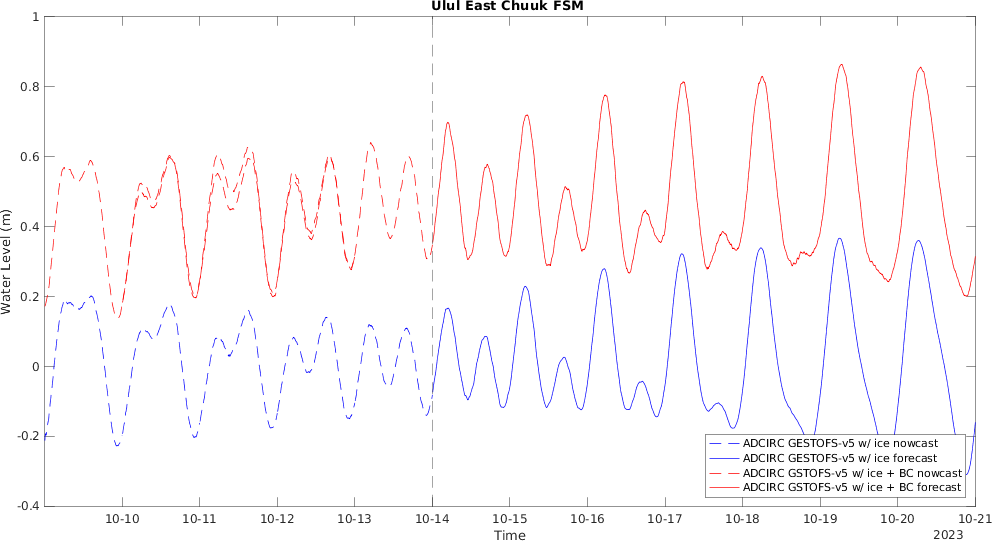 Ulul East Chuuk FSM
1
0.8
0.6
0.4
0.2
0
-0.2
-0.4
Water Level (m)
ADCIRC GESTOFS-v5 w/ ice nowcast
ADCIRC GESTOFS-v5 w/ ice forecast
ADCIRC GSTOFS-v5 w/ ice + BC nowcast
ADCIRC GSTOFS-v5 w/ ice + BC forecast
10-10 10-11 10-12 10-13 10-14 10-15 10-16 10-17 10-18 10-19 10-20 10-21
Time
2023